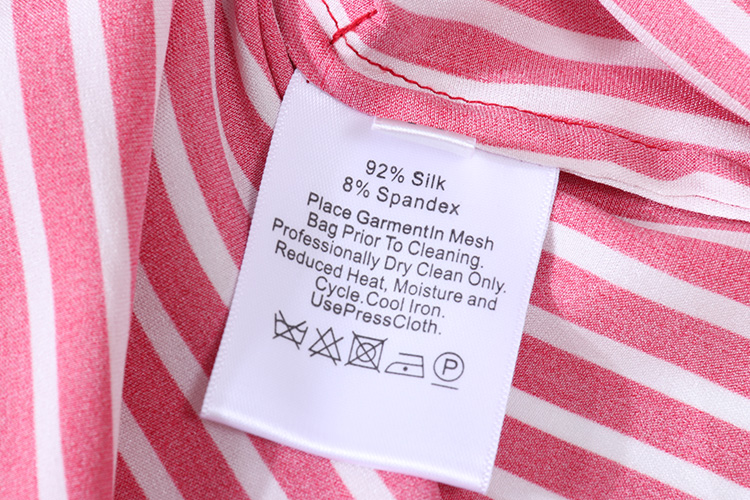 92% Silk
8% Spandex
Place GarmentIn Mesh
Bag Prior To Cleaning.
Professionally Dry Clean Only.
Reduced Heat, Moisture and
Cycle.Cool Iron.
UsePressCloth.
P